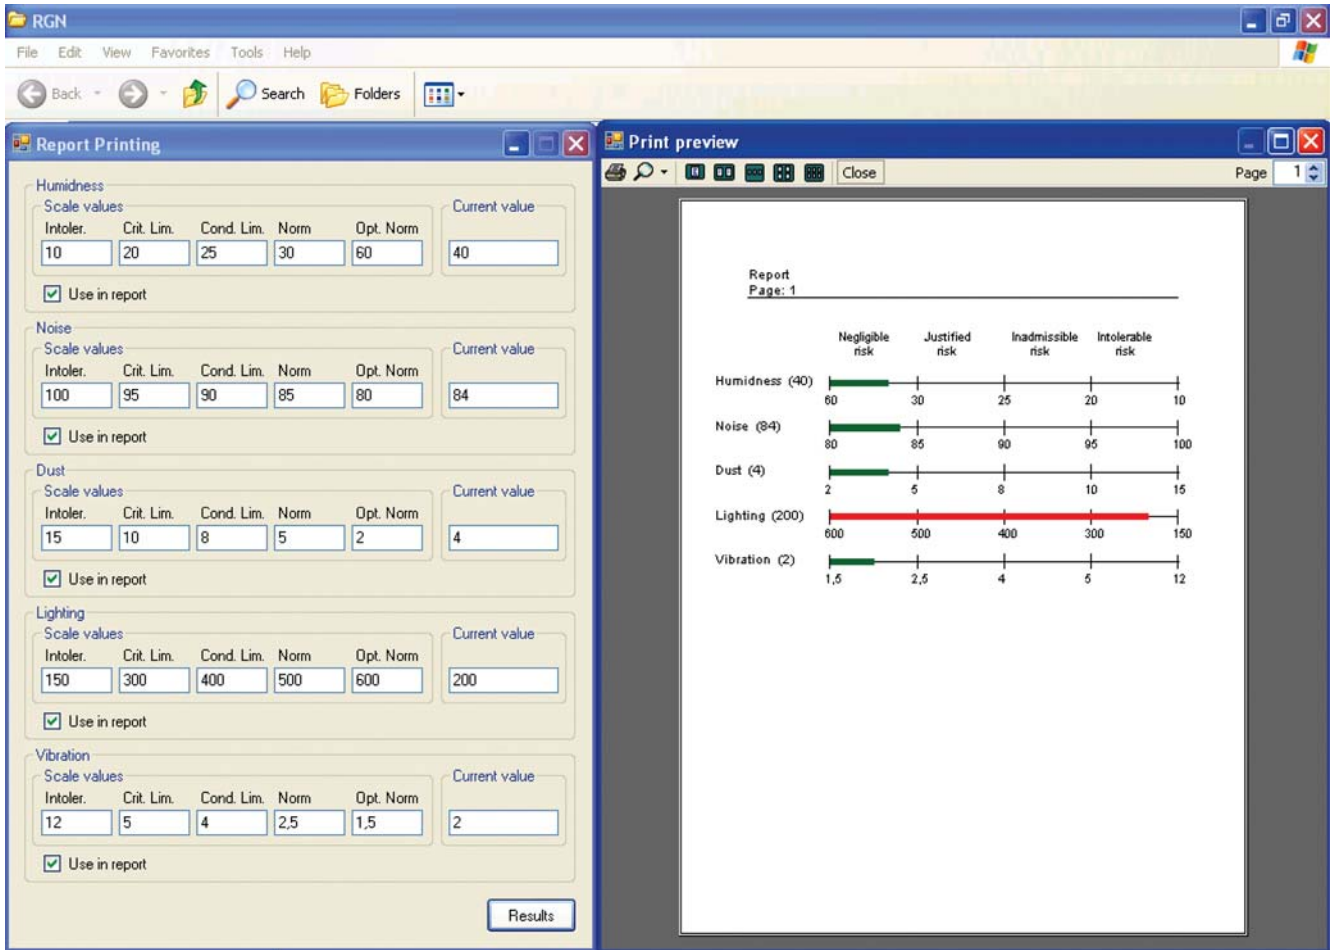 RGN
File Edit View Favorites Tools Help
Back Search Folders
Report Printing
Humidness
Scale values Current value
Intoler. Crit. Lim. Cond. Lim. Norm Opt. Norm
10 20 25 30 60 40
Use in report
Noise
Scale values Current value
Intoler. Crit. Lim. Cond. Lim. Norm Opt. Norm
100 95 90 85 80 84
Use in report
Dust
Scale values Current value
Intoler. Crit. Lim. Cond. Lim. Norm Opt. Norm
15 10 8 5 2 4
Use in report
Lighting
Scale values Current value
Intoler. Crit. Lim. Cond. Lim. Norm Opt. Norm
150 300 400 500 600 200
Use in report
Vibration
Scale values Current value
Intoler. Crit. Lim. Cond. Lim. Norm Opt. Norm
12 5 4 2,5 1,5 2
Use in report
Results
Print preview
Close Page 1
Report
Page: 1
Negligible Justified Inadmissible Intolerable
risk risk risk risk
Humidness (40)
60 30 25 20 10
Noise (84)
80 85 90 95 100
Dust (4)
2 5 8 10 15
Lighting (200)
600 500 400 300 150
Vibration (2)
1,5 2,5 4 5 12